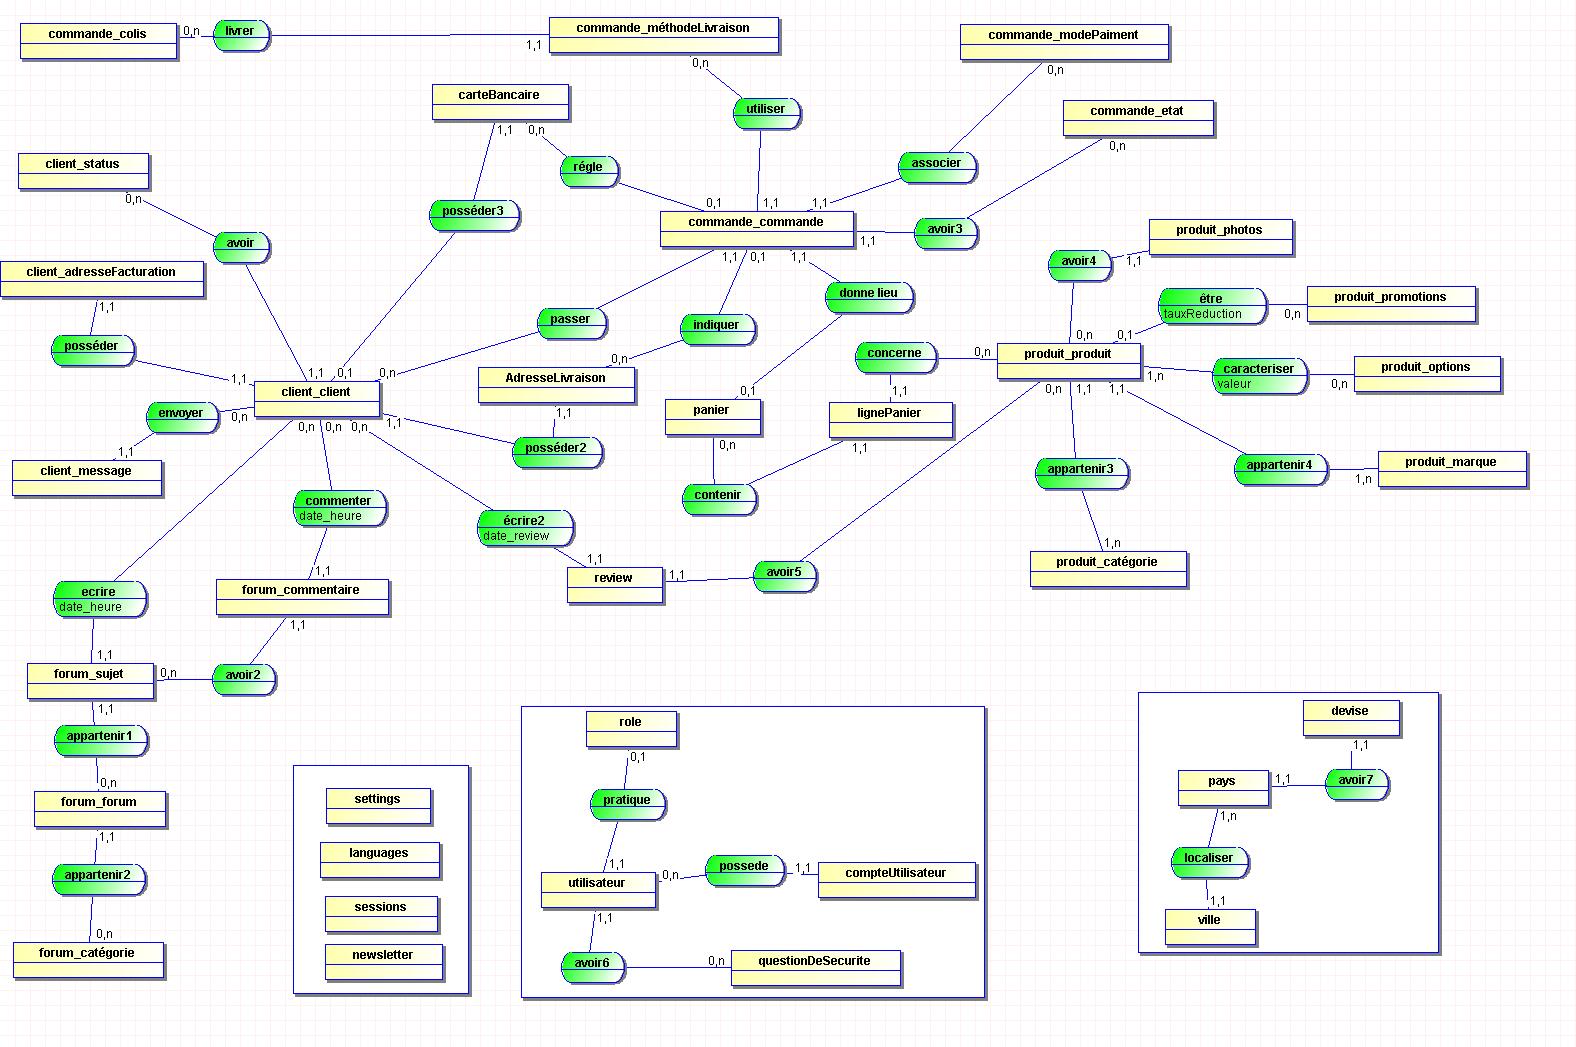 commande_colis
0,n
livrer
1,1
commande_méthodeLivraison
0,n
commande_modePaiment
0,n
carteBancaire
1,1
0,n
utiliser
commande_etat
0,n
client_status
0,n
régle
associer
posséder3
0,1
1,1
1,1
commande_commande
1,1
avoir3
avoir
produit_photos
1,1
avoir4
client_adresseFacturation
1,1
1,1
0,1
1,1
donne lieu
être
tauxReduction
0,n
produit_promotions
passer
indiquer
posséder
0,n
0,1
concerne
0,n
produit_produit
1,n
caracteriser
valeur
0,n
produit_options
0,n
AdresseLivraison
1,1
1,1
0,1
0,n
client_client
0,n
1,1
envoyer
0,n
0,n
0,n
1,1
posséder2
0,1
panier
0,n
1,1
lignePanier
1,1
0,n
1,1
1,1
client_message
1,1
contenir
appartenir3
appartenir4
1,n
produit_marque
commenter
date_heure
écrire2
date_review
1,n
produit_catégorie
1,1
review
1,1
avoir5
ecrire
date_heure
1,1
forum_commentaire
1,1
1,1
forum_sujet
0,n
avoir2
1,1
appartenir1
0,n
forum_forum
1,1
appartenir2
0,n
forum_catégorie
settings
languages
sessions
newsletter
role
0,1
pratique
1,1
utilisateur
0,n
possede
1,1
compteUtilisateur
1,1
avoir6
0,n
questionDeSecurite
devise
1,1
pays
1,1
avoir7
1,n
localiser
1,1
ville